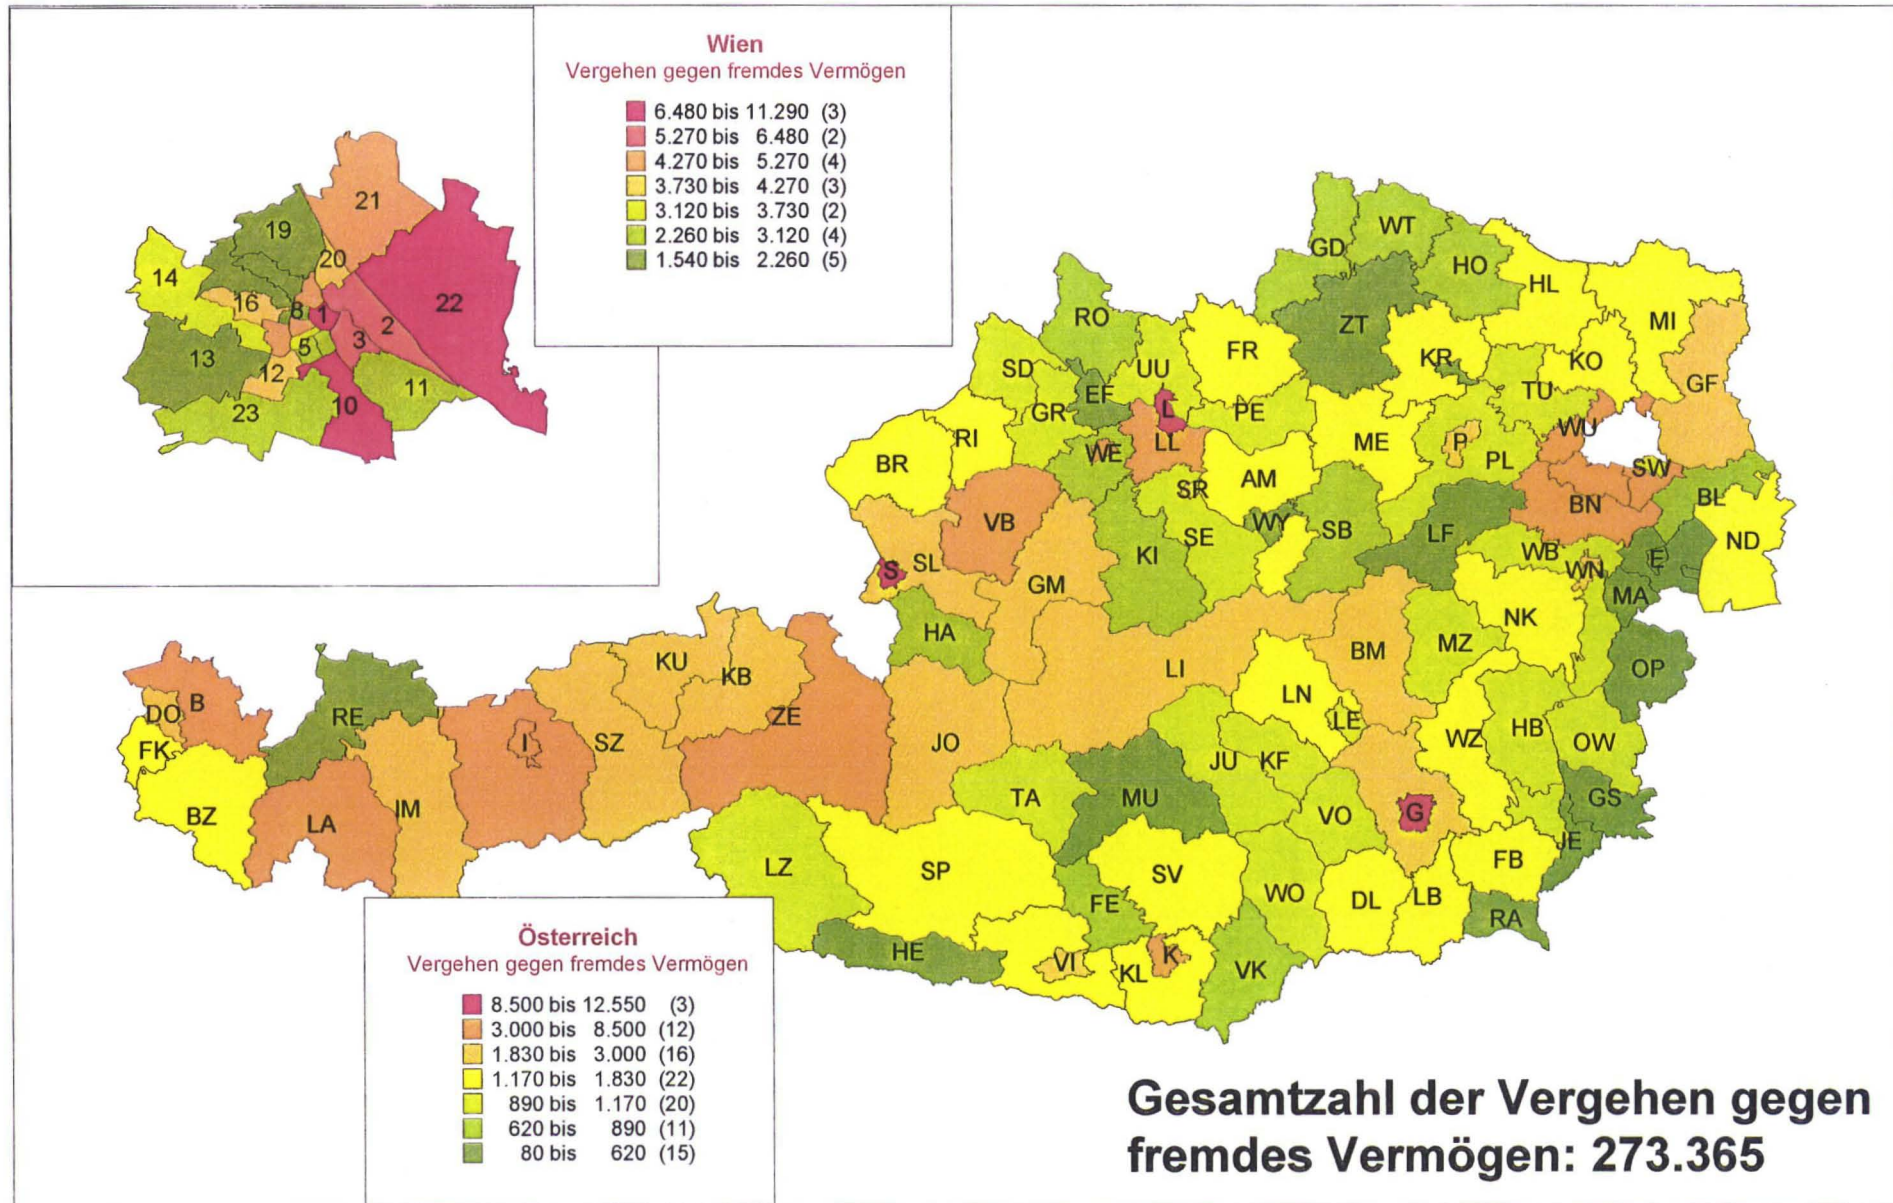 Wien
Vergehen gegen fremdes Vermögen
6.480 bis 11.290 (3)
5.270 bis 6.480 (2)
4.270 bis 5.270 (4)
3.730 bis 4.270 (3)
3.120 bis 3.730 (2)
2.260 bis 3.120 (4)
1.540 bis 2.260 (5)
21
19
20
14
22
16
8
1
2
3
5
13
12
11
10
23
WT
GD
HO
HL
MI
RO
ZT
FR
KR
KO
SD
UU
GF
EF
TU
GR
L
PE
WU
RI
LL
ME
P
BR
WE
PL
SW
AM
SR
BL
VB
WY
SB
BN
LF
ND
SE
KI
WB
E
SL
S
WN
GM
MA
NK
HA
MZ
BM
KU
LI
OP
KB
LN
B
DO
RE
ZE
LE
HB
FK
I
SZ
JO
WZ
OW
JU
KF
TA
MU
GS
BZ
LA
IM
VO
G
JE
LZ
SP
SV
FB
WO
DL
LB
FE
RA
HE
VI
KL
K
VK
Österreich
Vergehen gegen fremdes Vermögen
8.500 bis 12.550 (3)
3.000 bis 8.500 (12)
1.830 bis 3.000 (16)
1.170 bis 1.830 (22)
890 bis 1.170 (20)
620 bis 890 (11)
80 bis 620 (15)
Gesamtzahl der Vergehen gegen
fremdes Vermögen: 273.365